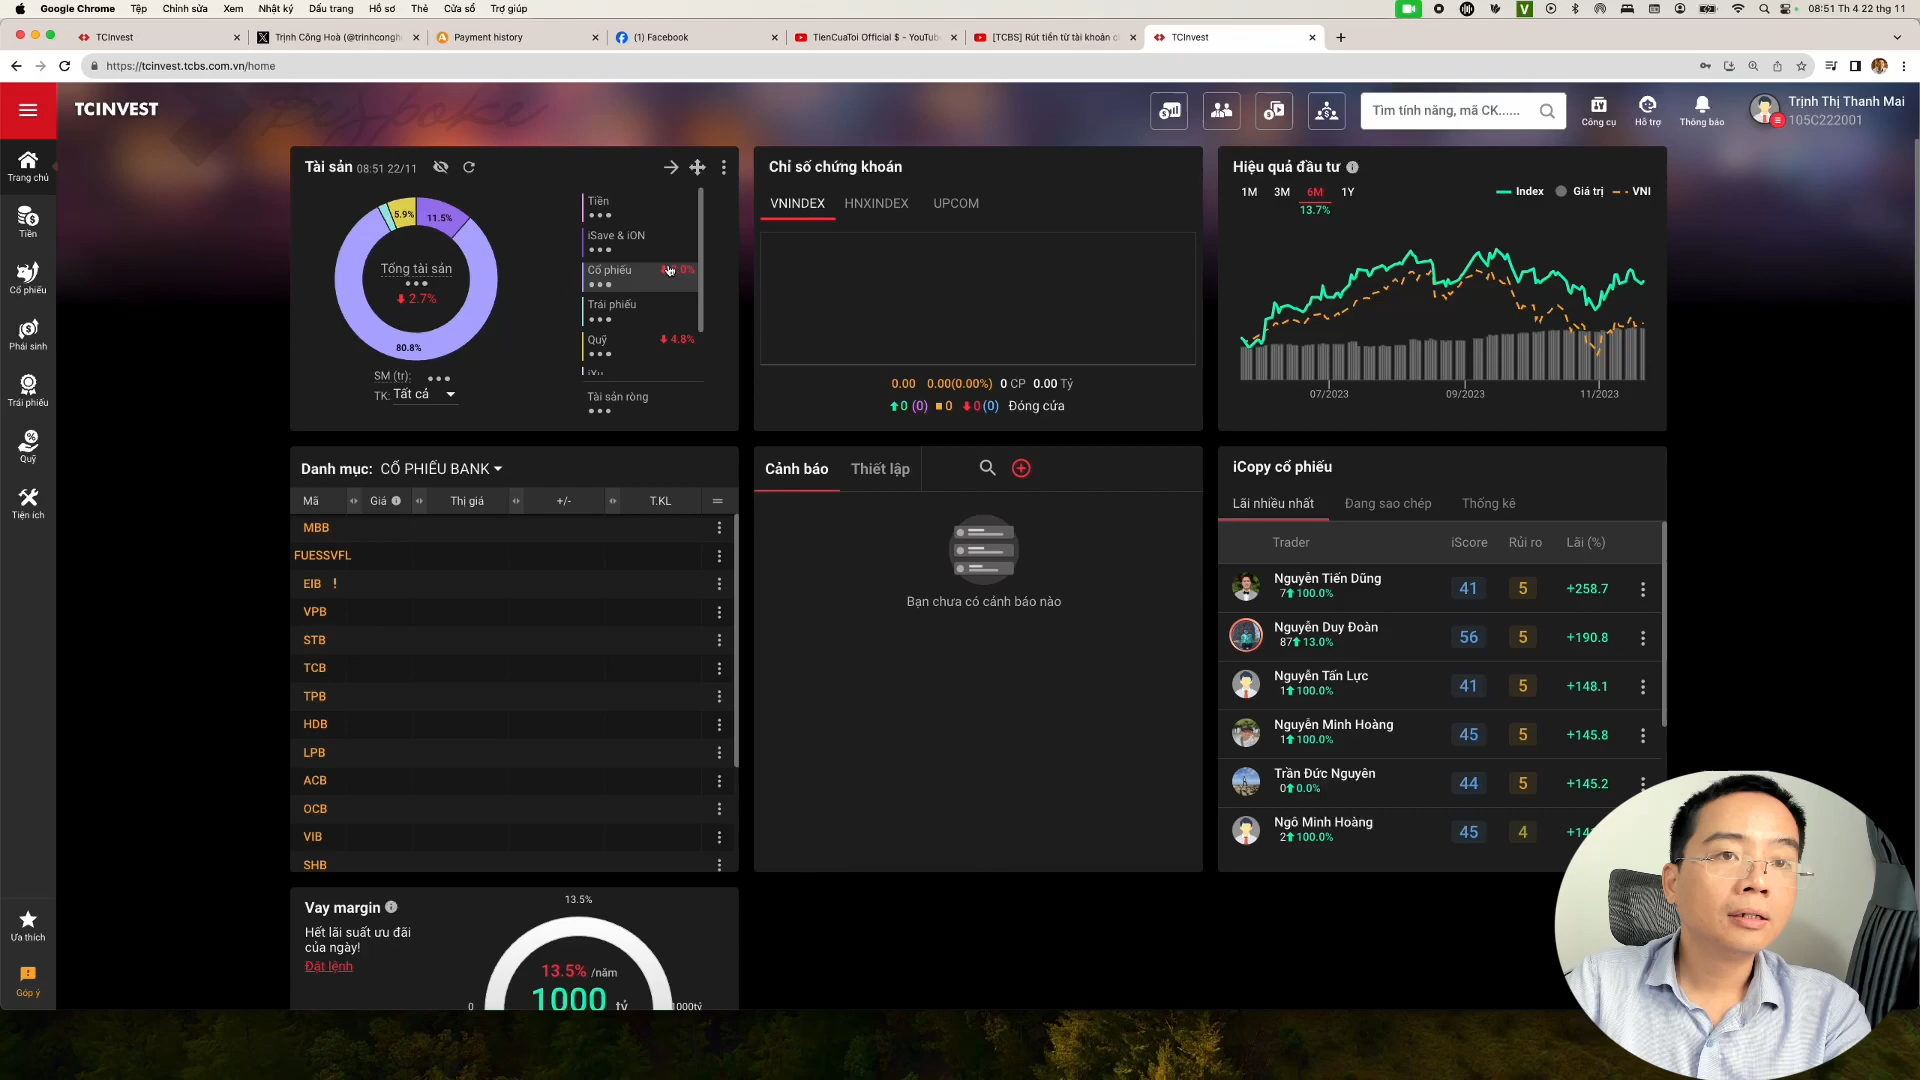 Google Chrome Tệp Chỉnh sửa Xem Nhật ký Dấu trang Hồ sơ Thẻ Cửa sổ Trợ giúp 08:51 Th 4 22 thg 11
TCInvest
Trịnh Công Hoà (@trinhcongh
Payment history
(1) Facebook
TienCuaToi Official $ - YouTub
[TCBS] Rút tiền từ tài khoản c
TCInvest
https://tcinvest.tcbs.com.vn/home
TCINVEST
Tìm tính năng, mã CK......
Công cụ
Hỗ trợ
Thông báo
Trịnh Thị Thanh Mai
105C222001
Trang chủ
Tiền
Cổ phiếu
Phái sinh
Trái phiếu
Quỹ
Tiện ích
Ưa thích
Góp ý
Tài sản 08:51 22/11
5.9%
11.5%
80.8%
Tổng tài sản
2.7%
SM (tr):
TK: Tất cả
Tiền
iSave & iON
Cổ phiếu
Trái phiếu
Quỹ 4.8%
iXu
Tài sản ròng
Chỉ số chứng khoán
VNINDEX HNXINDEX UPCOM
0.00 0.00(0.00%) 0 CP 0.00 Tỷ
0 (0) 0 0(0) Đóng cửa
Hiệu quả đầu tư
1M 3M 6M 1Y
13.7%
Index Giá trị VNI
07/2023 09/2023 11/2023
Danh mục: CỔ PHIẾU BANK
Mã Giá Thị giá +/- T.KL
MBB
FUESSVFL
EIB !
VPB
STB
TCB
TPB
HDB
LPB
ACB
OCB
VIB
SHB
Cảnh báo Thiết lập
Bạn chưa có cảnh báo nào
iCopy cổ phiếu
Lãi nhiều nhất Đang sao chép Thống kê
Trader iScore Rủi ro Lãi (%)
Nguyễn Tiến Dũng 41 5 +258.7
7 100.0%
Nguyễn Duy Đoàn 56 5 +190.8
87 13.0%
Nguyễn Tấn Lực 41 5 +148.1
1 100.0%
Nguyễn Minh Hoàng 45 5 +145.8
1 100.0%
Trần Đức Nguyên 44 5 +145.2
0 0.0%
Ngô Minh Hoàng 45 4
2 100.0%
Vay margin
Hết lãi suất ưu đãi
của ngày!
Đặt lệnh
13.5%
13.5% /năm
1000 tỷ
0
1000tỷ